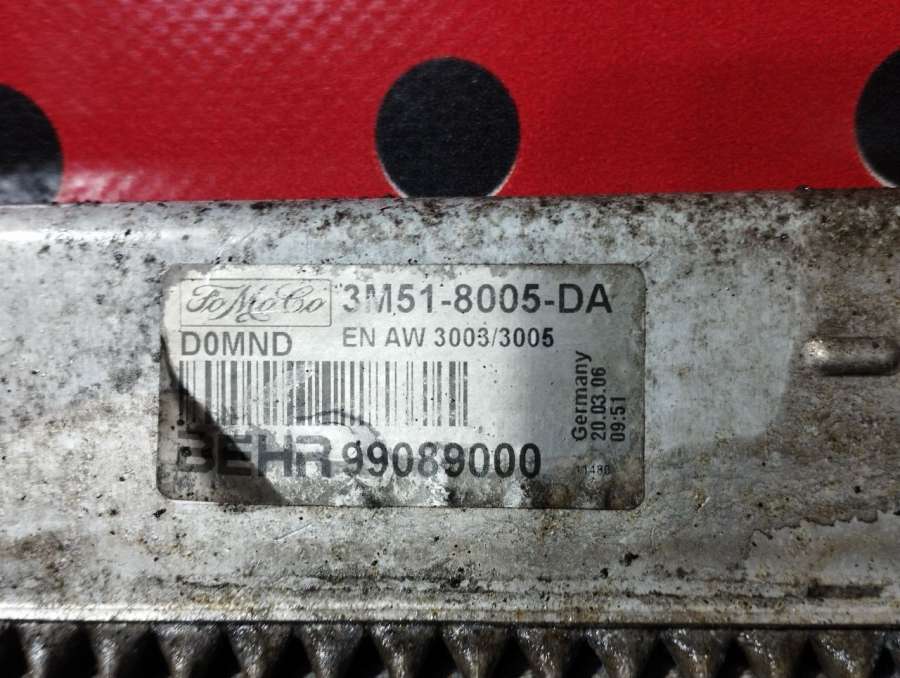 FoMoCo 3M51-8005-DA
D0MND EN AW 3003/3005
Germany
20.03.06
09:51
BEHR 99089000
11480